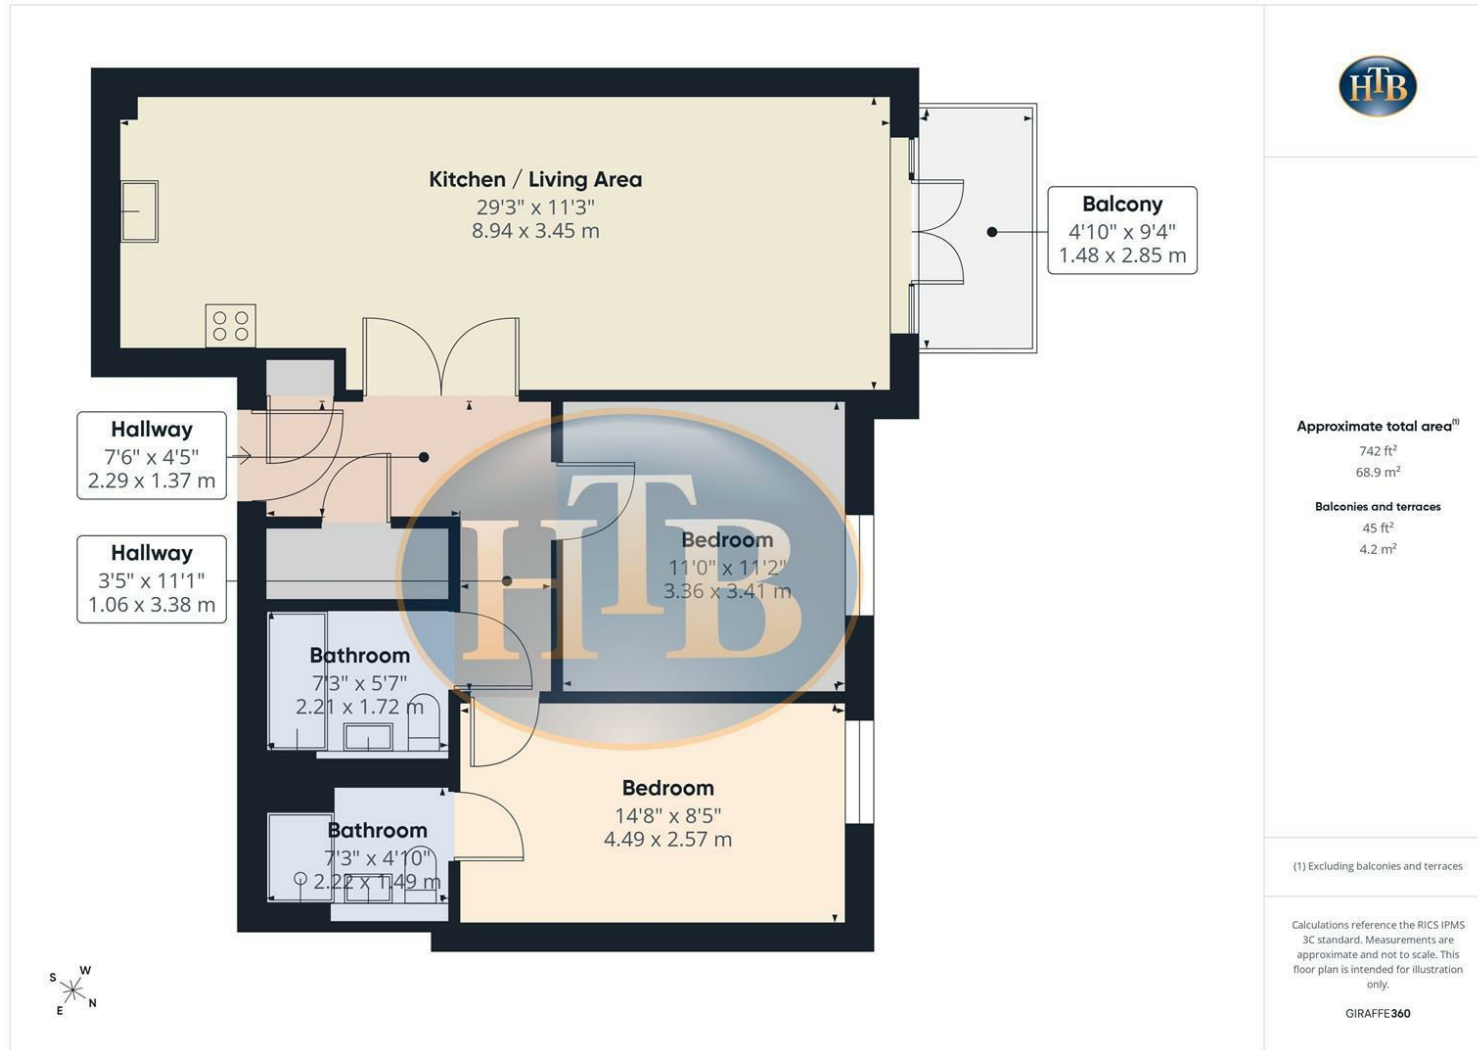 HTB
Kitchen / Living Area
29'3" x 11'3"
8.94 x 3.45 m
Balcony
4'10" x 9'4"
1.48 x 2.85 m
Hallway
7'6" x 4'5"
2.29 x 1.37 m
Hallway
3'5" x 11'1"
1.06 x 3.38 m
HTB
Bedroom
11'0" x 11'2"
3.36 x 3.41 m
Bathroom
7'3" x 5'7"
2.21 x 1.72 m
Bedroom
14'8" x 8'5"
4.49 x 2.57 m
Bathroom
7'3" x 4'10"
2.22 x 1.49 m
S W
E N
Approximate total area(1)
742 ft²
68.9 m²
Balconies and terraces
45 ft²
4.2 m²
(1) Excluding balconies and terraces
Calculations reference the RICS IPMS
3C standard. Measurements are
approximate and not to scale. This
floor plan is intended for illustration
only.
GIRAFFE360